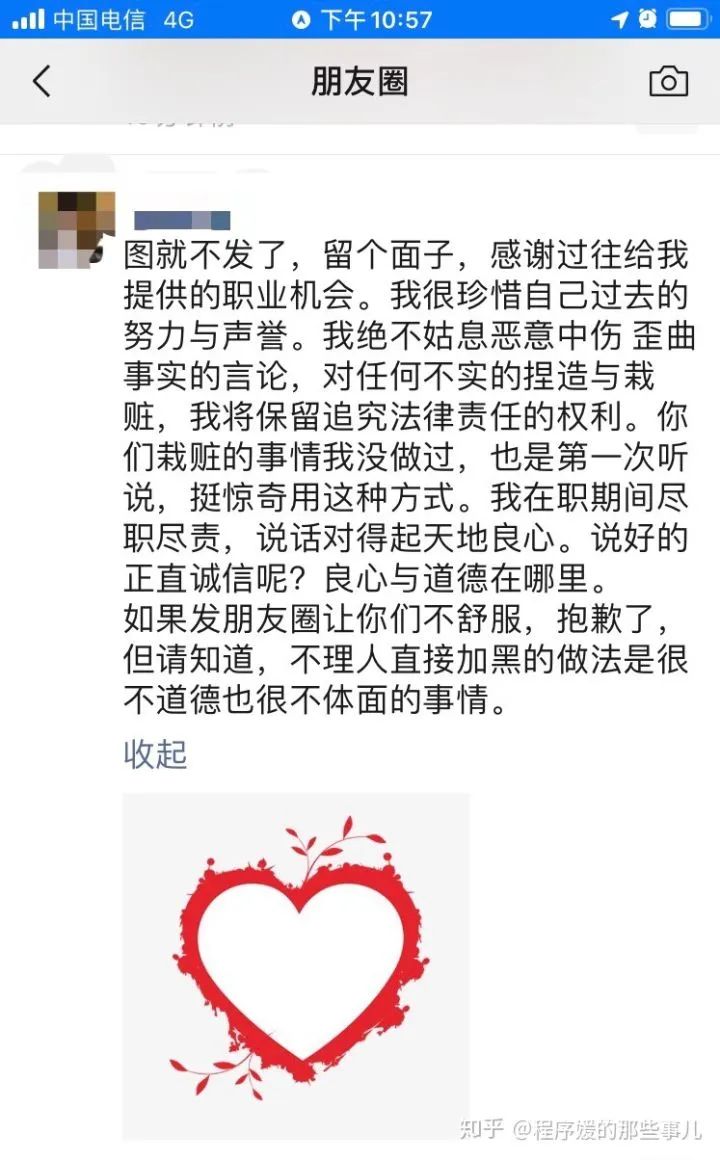 中国电信 4G 下午10:57
朋友圈
图就不发了，留个面子，感谢过往给我
提供的职业机会。我很珍惜自己过去的
努力与声誉。我绝不姑息恶意中伤 歪曲
事实的言论，对任何不实的捏造与栽
赃，我将保留追究法律责任的权利。你
们栽赃的事情我没做过，也是第一次听
说，挺惊奇用这种方式。我在职期间尽
职尽责，说话对得起天地良心。说好的
正直诚信呢？良心与道德在哪里。
如果发朋友圈让你们不舒服，抱歉了，
但请知道，不理人直接加黑的做法是很
不道德也很不体面的事情。
收起
知乎 @程序媛的那些事儿